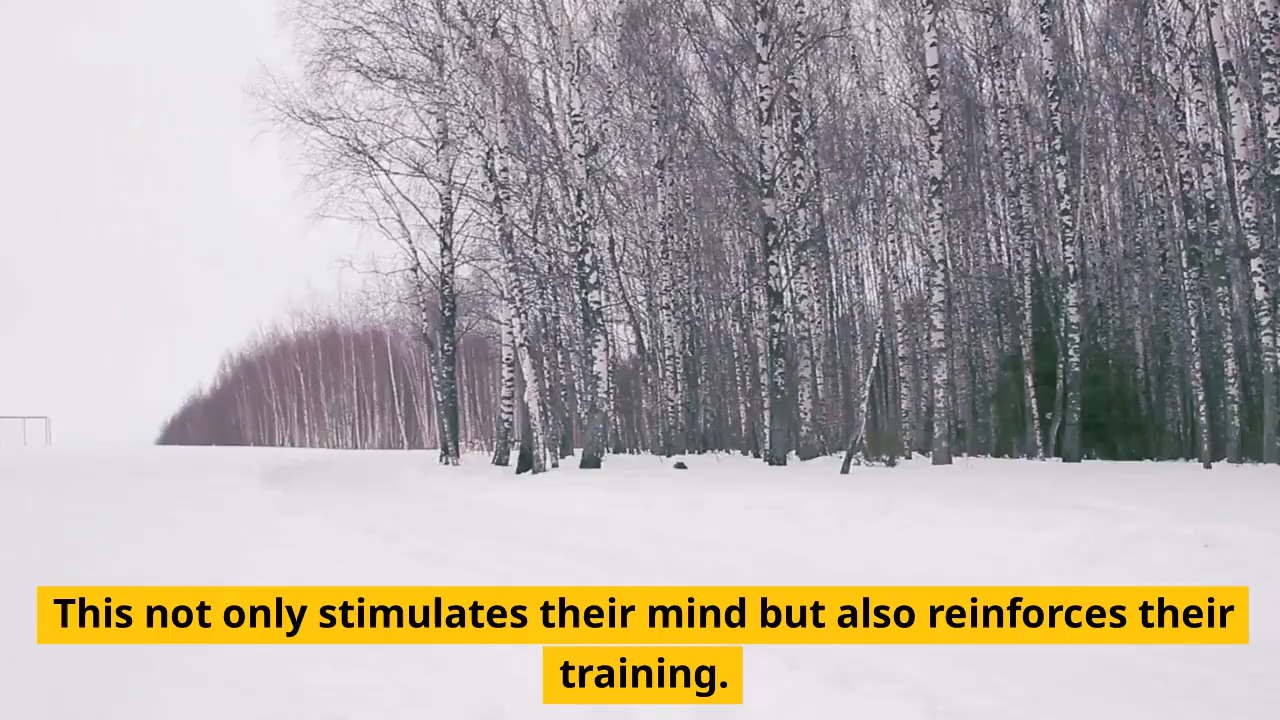 This not only stimulates their mind but also reinforces their
training.